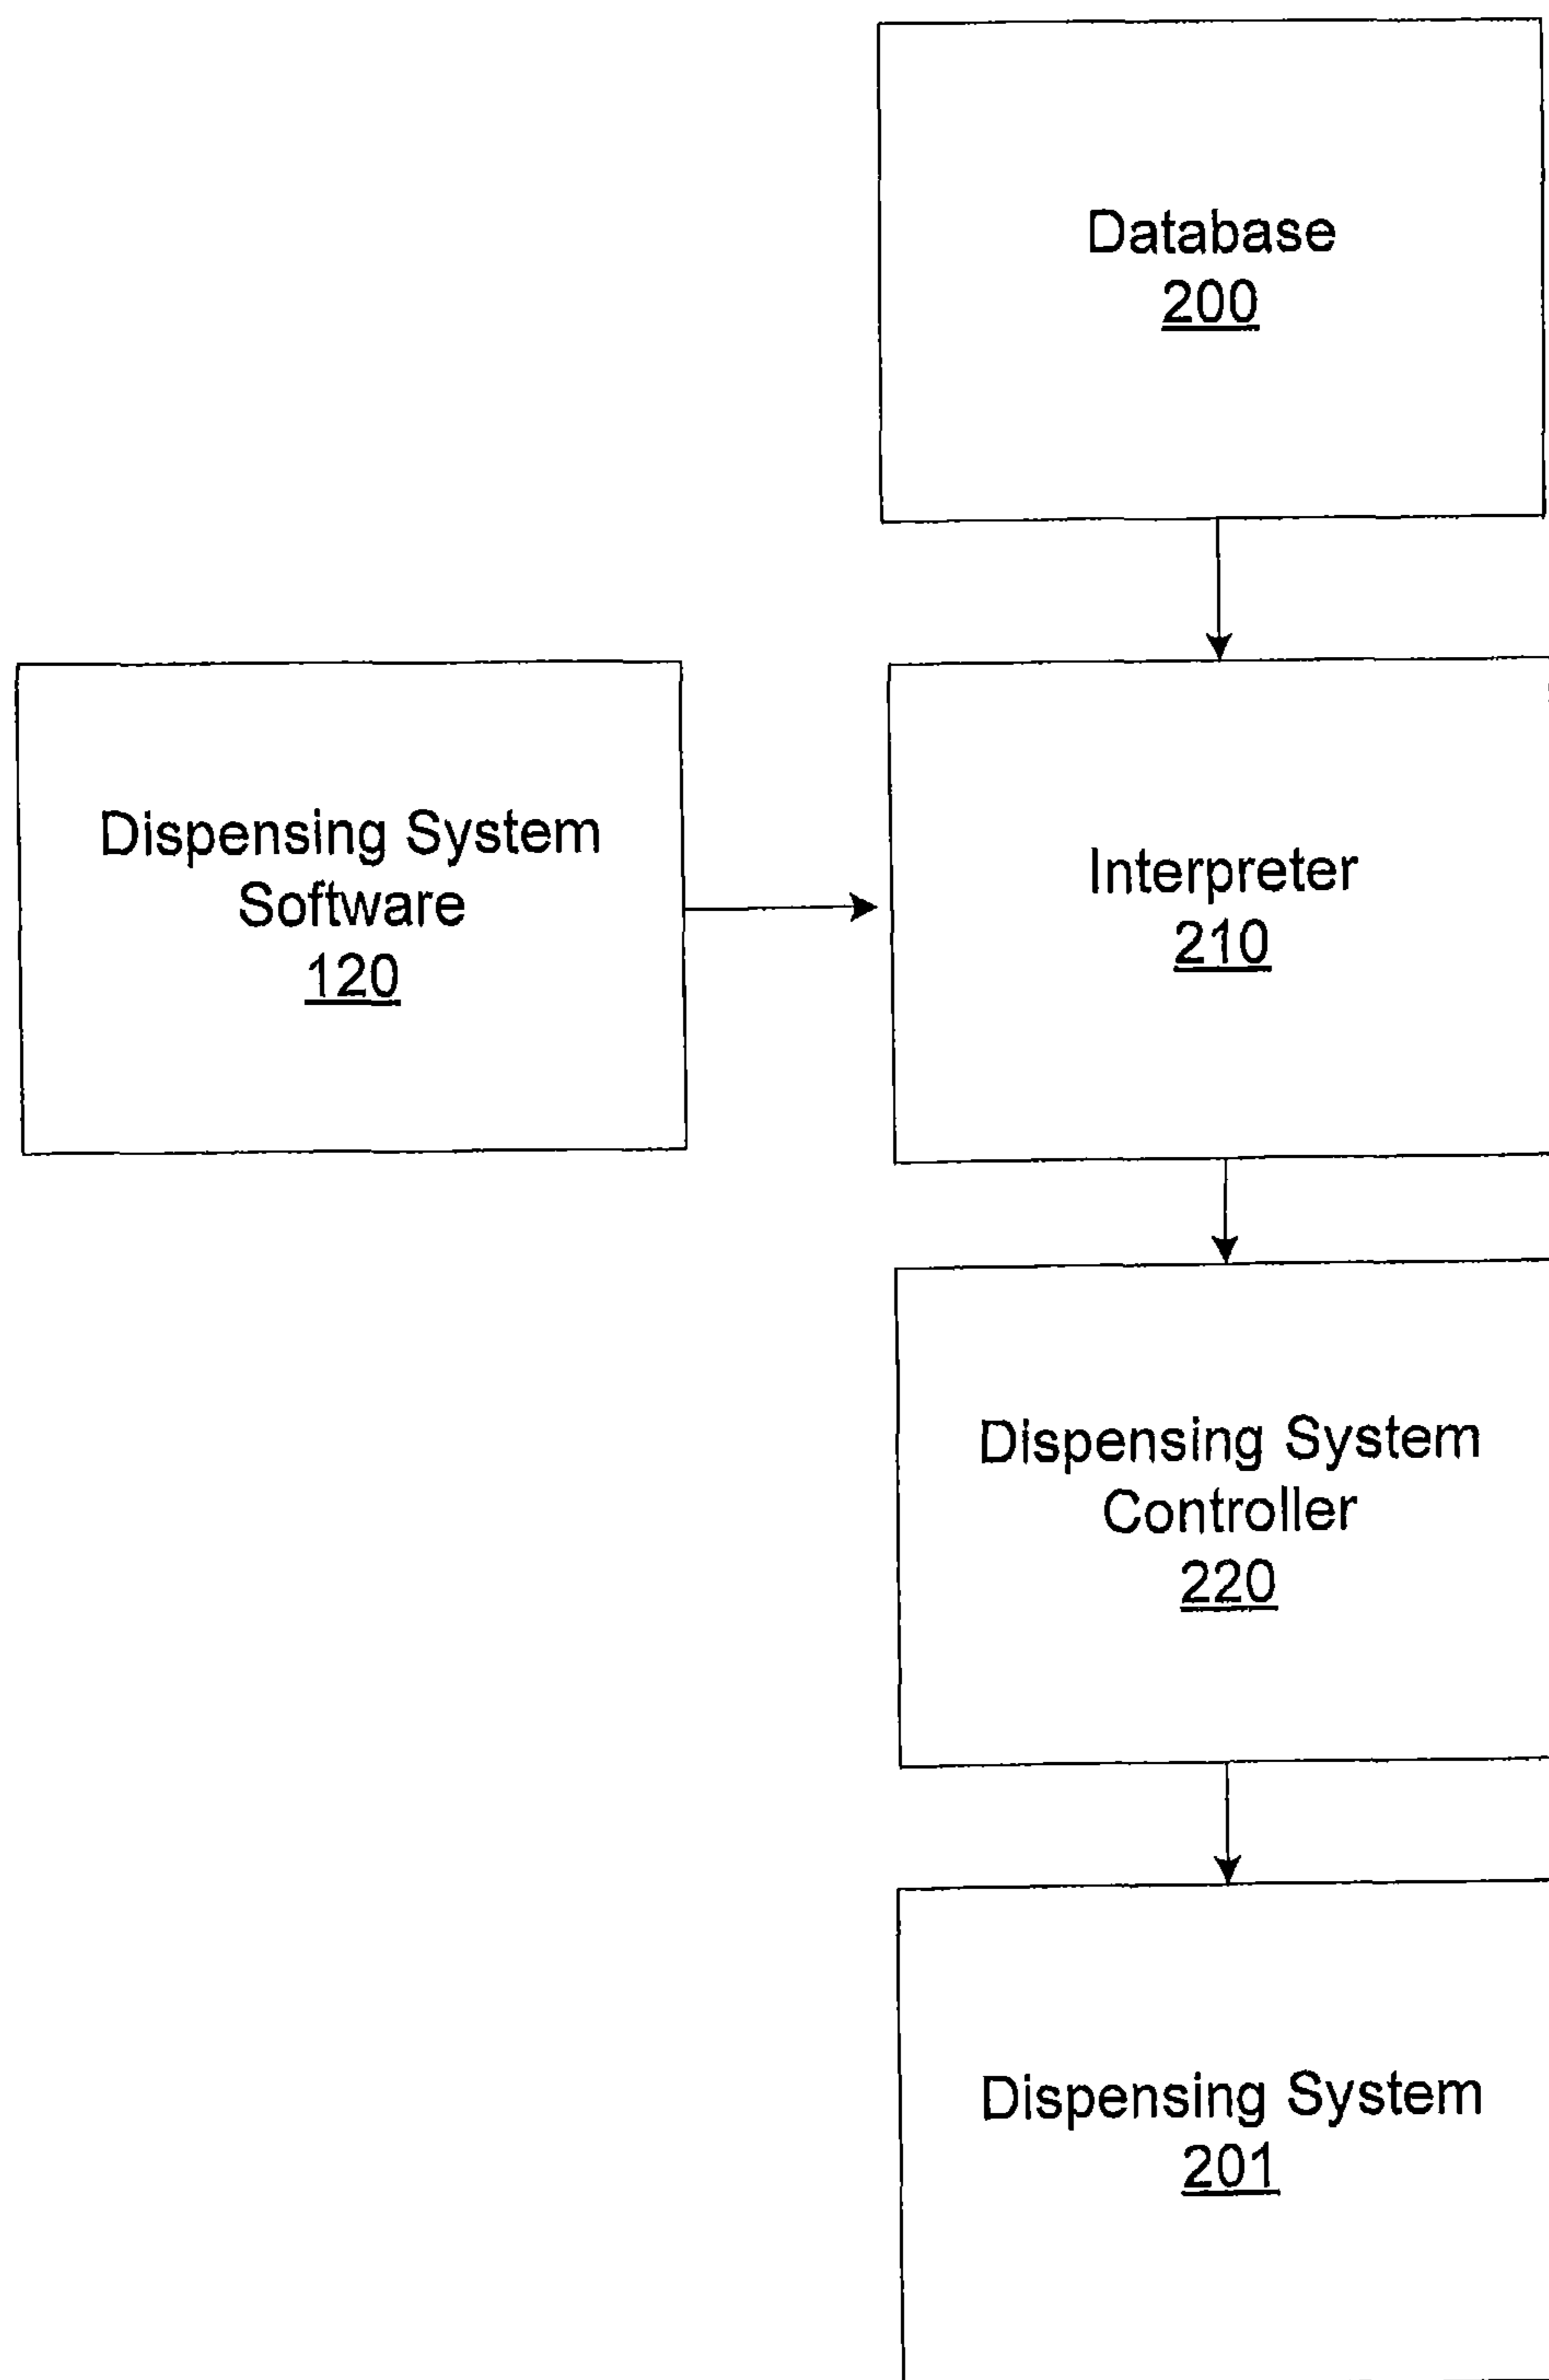 Database
200
Dispensing System
Software
120
Interpreter
210
Dispensing System
Controller
220
Dispensing System
201